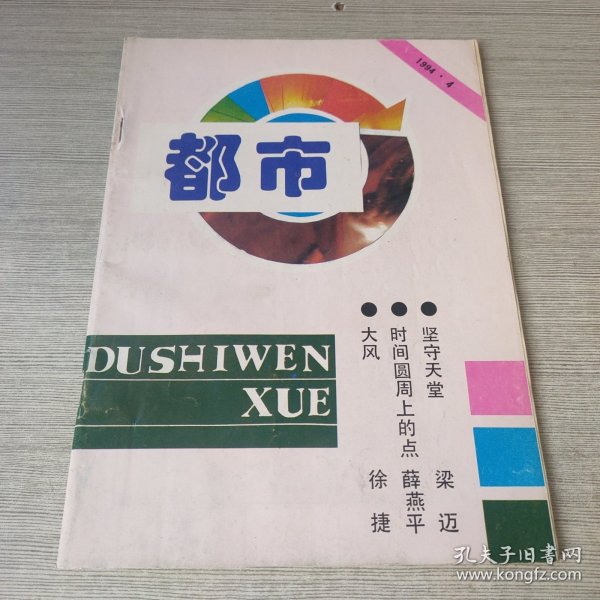 1994·4
都市
DUSHIWEN
XUE
●坚守天堂 梁迈
●时间圆周上的点 薛燕平
●大风 徐捷
孔夫子旧书网
www.kongfz.com